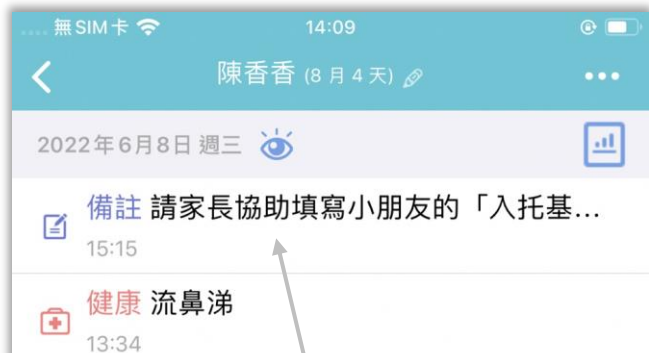 無SIM卡 14:09
陳香香 (8 月 4 天)
2022年6月8日 週三
備註 請家長協助填寫小朋友的「入托基...
15:15
健康 流鼻涕
13:34